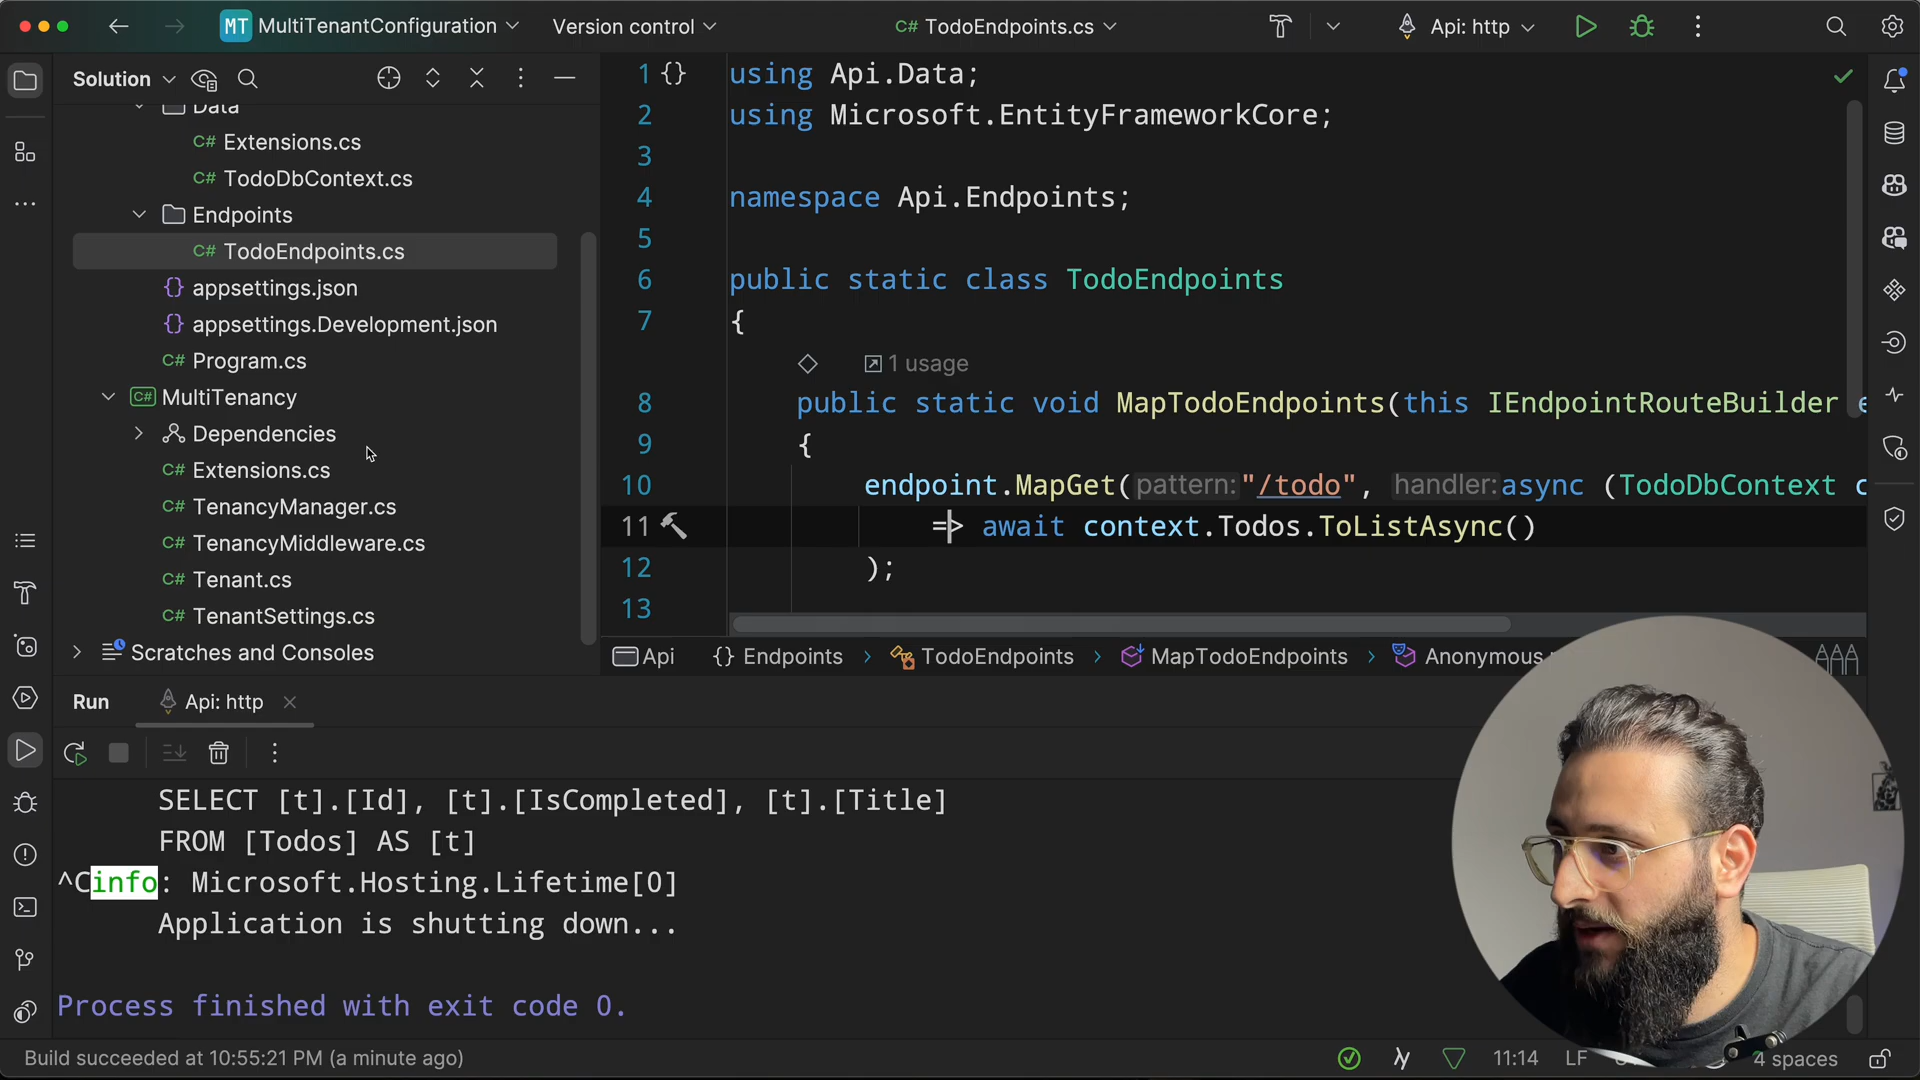 MT MultiTenantConfiguration Version control C# TodoEndpoints.cs Api: http
Solution
Data
C# Extensions.cs
C# TodoDbContext.cs
Endpoints
C# TodoEndpoints.cs
{} appsettings.json
{} appsettings.Development.json
C# Program.cs
C# MultiTenancy
Dependencies
C# Extensions.cs
C# TenancyManager.cs
C# TenancyMiddleware.cs
C# Tenant.cs
C# TenantSettings.cs
Scratches and Consoles
1 {} using Api.Data;
2 using Microsoft.EntityFrameworkCore;
3
4 namespace Api.Endpoints;
5
6 public static class TodoEndpoints
7 {
1 usage
8 public static void MapTodoEndpoints(this IEndpointRouteBuilder e
9 {
10 endpoint.MapGet( pattern: "/todo", handler: async (TodoDbContext c
11 => await context.Todos.ToListAsync()
12 );
13
Api {} Endpoints > TodoEndpoints > MapTodoEndpoints > Anonymous
Run Api: http
SELECT [t].[Id], [t].[IsCompleted], [t].[Title]
FROM [Todos] AS [t]
^Cinfo: Microsoft.Hosting.Lifetime[0]
Application is shutting down...
Process finished with exit code 0.
Build succeeded at 10:55:21 PM (a minute ago) 11:14 LF 4 spaces